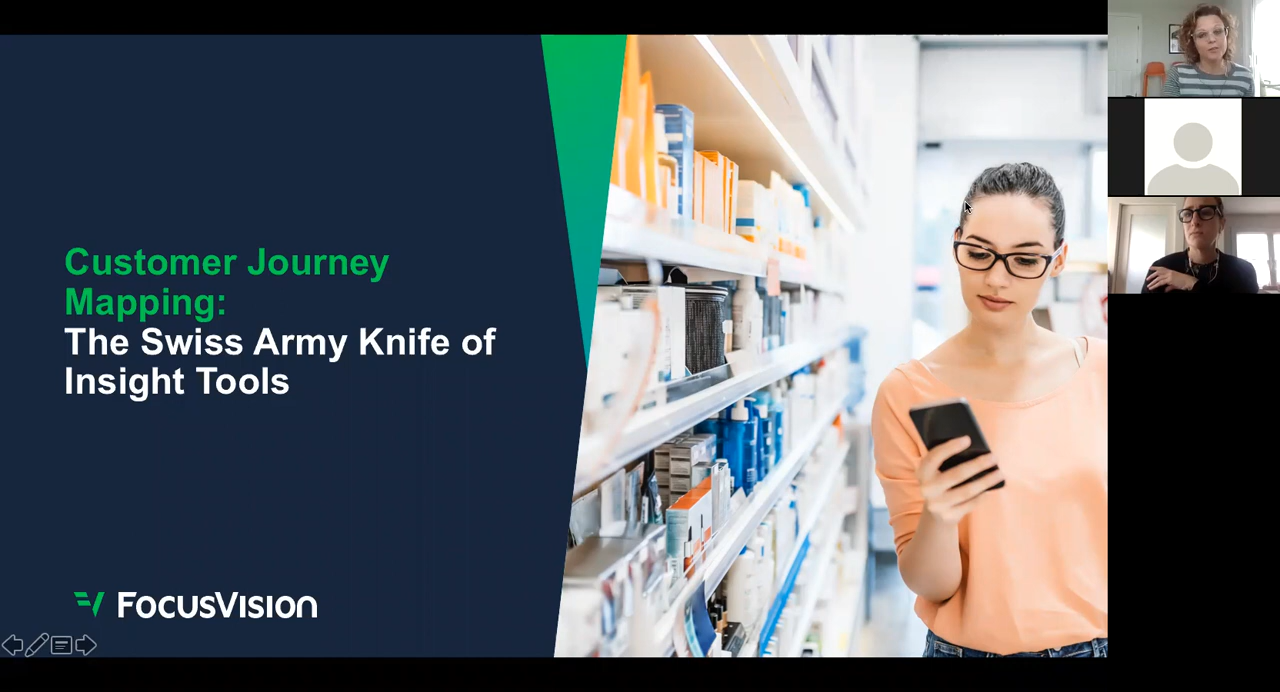 Customer Journey
Mapping:
The Swiss Army Knife of
Insight Tools
FocusVision